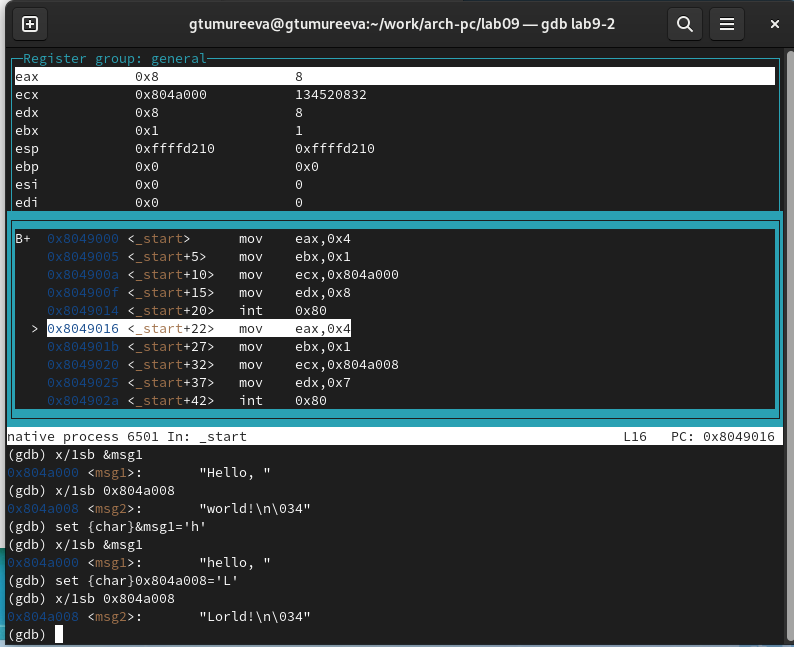 gtumureeva@gtumureeva:~/work/arch-pc/lab09 — gdb lab9-2
Register group: general
eax 0x8 8
ecx 0x804a000 134520832
edx 0x8 8
ebx 0x1 1
esp 0xffffd210 0xffffd210
ebp 0x0 0x0
esi 0x0 0
edi 0x0 0
B+ 0x8049000 <_start> mov eax,0x4
0x8049005 <_start+5> mov ebx,0x1
0x804900a <_start+10> mov ecx,0x804a000
0x804900f <_start+15> mov edx,0x8
0x8049014 <_start+20> int 0x80
> 0x8049016 <_start+22> mov eax,0x4
0x804901b <_start+27> mov ebx,0x1
0x8049020 <_start+32> mov ecx,0x804a008
0x8049025 <_start+37> mov edx,0x7
0x804902a <_start+42> int 0x80
native process 6501 In: _start L16 PC: 0x8049016
(gdb) x/1sb &msg1
0x804a000 <msg1>: "Hello, "
(gdb) x/1sb 0x804a008
0x804a008 <msg2>: "world!\n\034"
(gdb) set {char}&msg1='h'
(gdb) x/1sb &msg1
0x804a000 <msg1>: "hello, "
(gdb) set {char}0x804a008='L'
(gdb) x/1sb 0x804a008
0x804a008 <msg2>: "Lorld!\n\034"
(gdb)